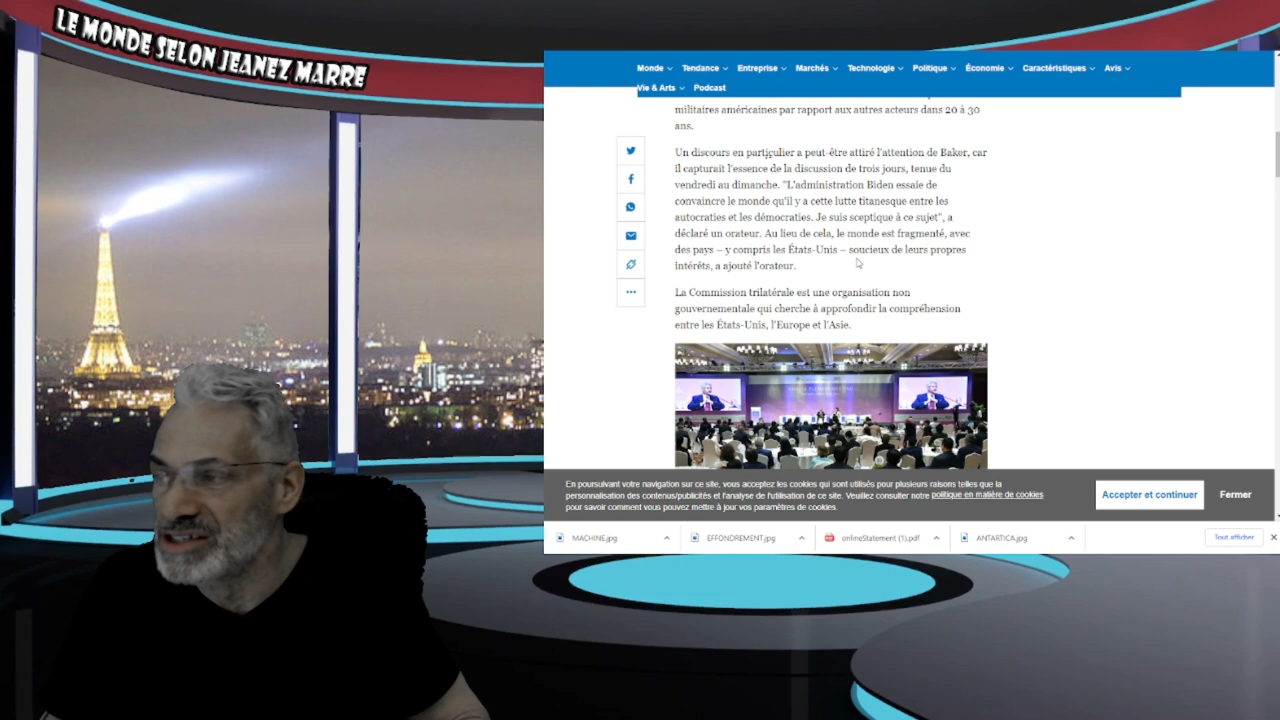 LE MONDE SELON JEANEZ MARRE
Monde Tendance Entreprise Marchés Technologie Politique Économie Caractéristiques Avis
Vie & Arts Podcast
militaires américaines par rapport aux autres acteurs dans 20 à 30
ans.
Un discours en particulier a peut-être attiré l'attention de Baker, car
il capturait l'essence de la discussion de trois jours, tenue du
vendredi au dimanche. "L'administration Biden essaie de
convaincre le monde qu'il y a cette lutte titanesque entre les
autocraties et les démocraties. Je suis sceptique à ce sujet", a
déclaré un orateur. Au lieu de cela, le monde est fragmenté, avec
des pays – y compris les États-Unis – soucieux de leurs propres
intérêts, a ajouté l'orateur.
La Commission trilatérale est une organisation non
gouvernementale qui cherche à approfondir la compréhension
entre les États-Unis, l'Europe et l'Asie.
En poursuivant votre navigation sur ce site, vous acceptez les cookies qui sont utilisés pour plusieurs raisons telles que la
personnalisation des contenus/publicités et l'analyse de l'utilisation de ce site. Veuillez consulter notre politique en matière de cookies
pour savoir comment vous pouvez mettre à jour vos paramètres de cookies.
Accepter et continuer
Fermer
MACHINE.jpg
EFFONDREMENT.jpg
onlineStatement (1).pdf
ANTARTICA.jpg
Tout afficher